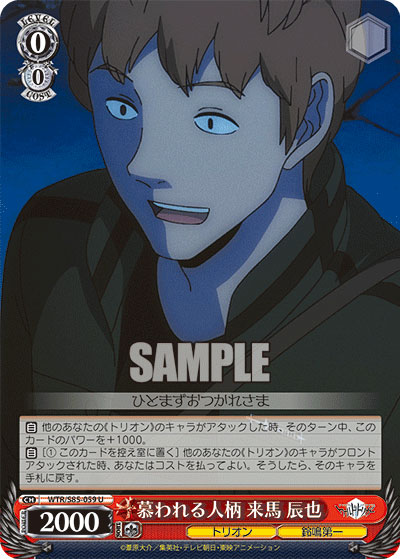 LEVEL
0
0
COST
SAMPLE
ひとまずおつかれさま
自 他のあなたの《トリオン》のキャラがアタックした時、そのターン中、こ
のカードのパワーを+1000。
自 [① このカードを控室に置く] 他のあなたの《トリオン》のキャラがフロント
アタックされた時、あなたはコストを払ってよい。そうしたら、そのキャラを
手札に戻す。
CH WTR/S85-059 U
慕われる人柄 来馬 辰也
2000
トリオン
鈴鳴第一
©葦原大介／集英社・テレビ朝日・東映アニメーション